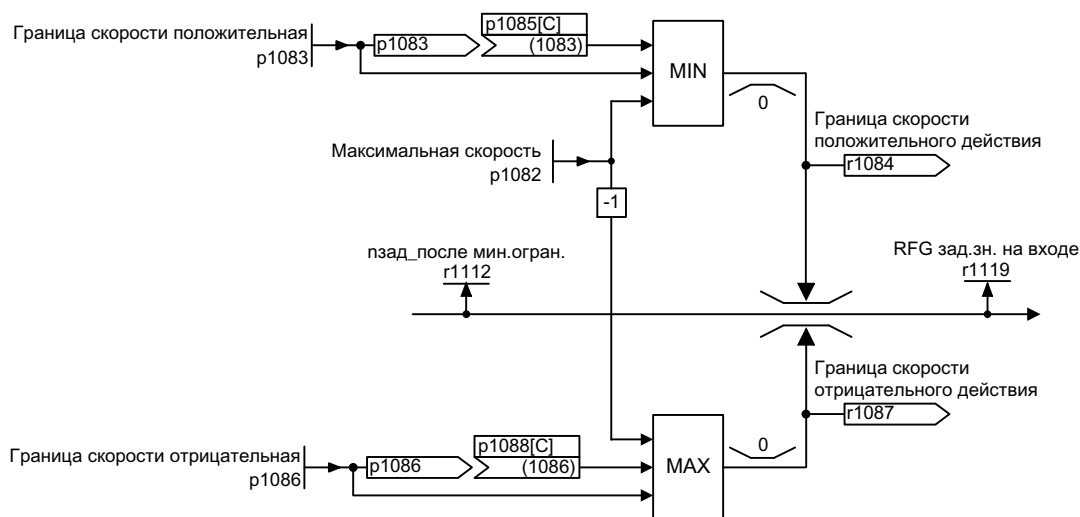 Граница скорости положительная
p1083
p1083
p1085[C]
(1083)
MIN
0
Граница скорости
положительного действия
r1084
Максимальная скорость
p1082
-1
nзад_после мин.огран.
r1112
RFG зад.зн. на входе
r1119
Граница скорости
отрицательного действия
r1087
Граница скорости отрицательная
p1086
p1086
p1088[C]
(1086)
MAX
0